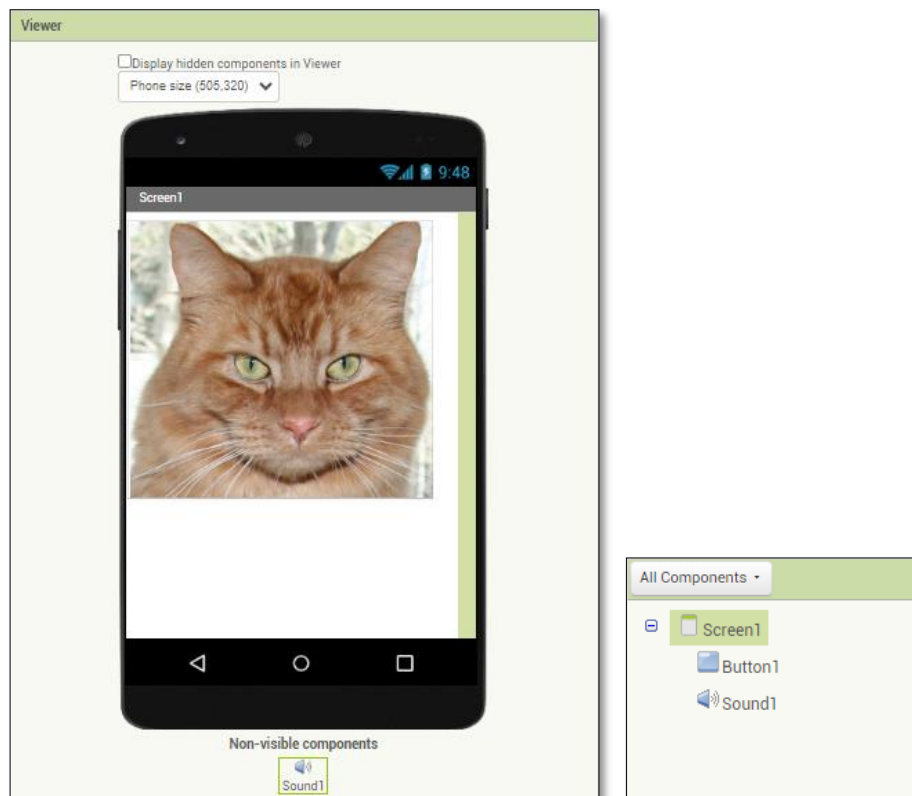 Viewer
Display hidden components in Viewer
Phone size (505,320)
9:48
Screen1
Non-visible components
Sound1
All Components
Screen1
Button1
Sound1